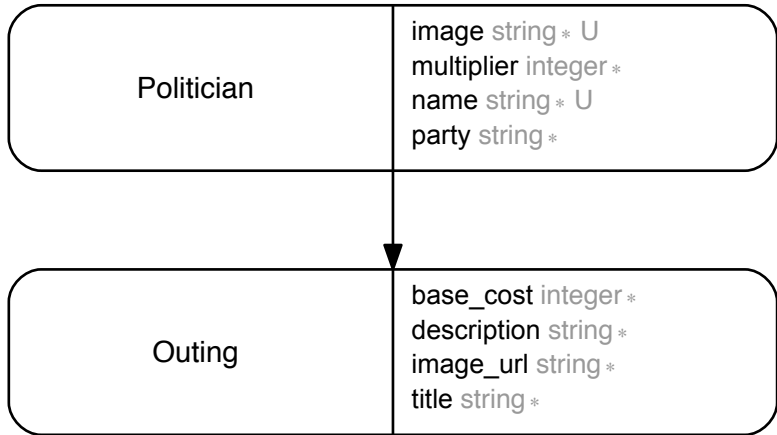 Politician
image string ∗ U
multiplier integer ∗
name string ∗ U
party string ∗
Outing
base_cost integer ∗
description string ∗
image_url string ∗
title string ∗